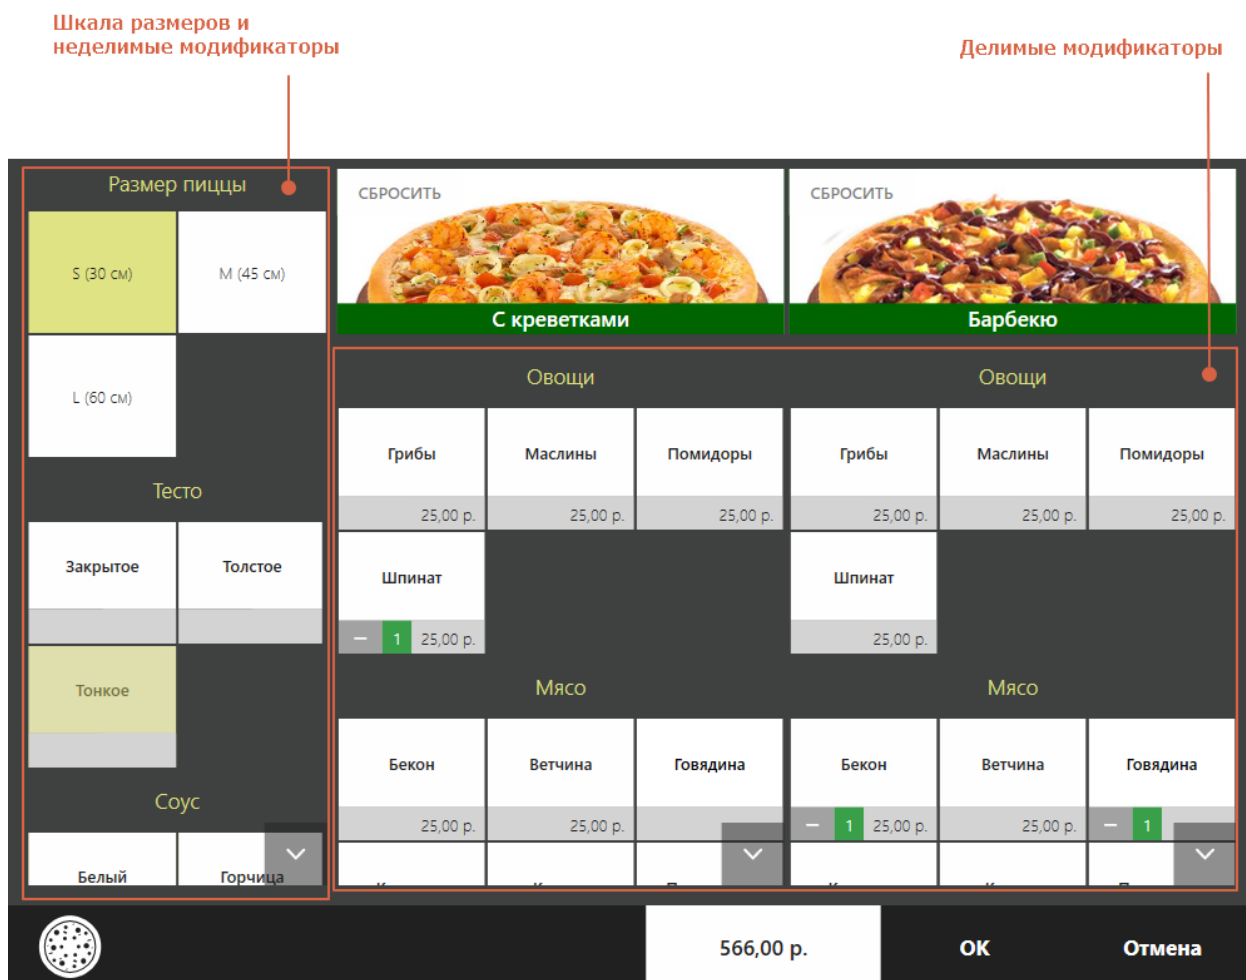 Шкала размеров и
неделимые модификаторы
Делимые модификаторы
Размер пиццы
S (30 см)
M (45 см)
L (60 см)
Тесто
Закрытое
Толстое
Тонкое
Соус
Белый
Горчица
СБРОСИТЬ
С креветками
СБРОСИТЬ
Барбекю
Овощи
Грибы
Маслины
Помидоры
25,00 р.
25,00 р.
25,00 р.
Шпинат
– 1 25,00 р.
Мясо
Бекон
Ветчина
Говядина
25,00 р.
25,00 р.
Овощи
Грибы
Маслины
Помидоры
25,00 р.
25,00 р.
25,00 р.
Шпинат
25,00 р.
Мясо
Бекон
Ветчина
Говядина
– 1 25,00 р.
25,00 р.
– 1
566,00 р.
ОК
Отмена